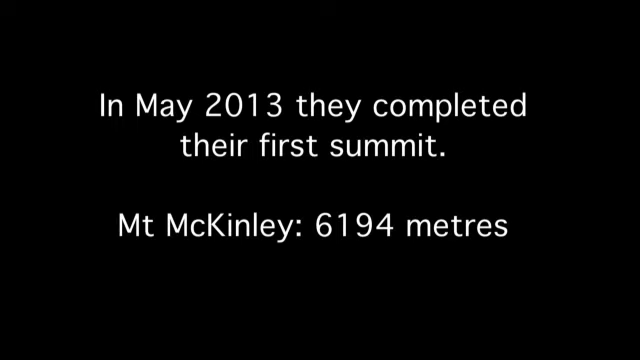 In May 2013 they completed
their first summit.
Mt McKinley: 6194 metres